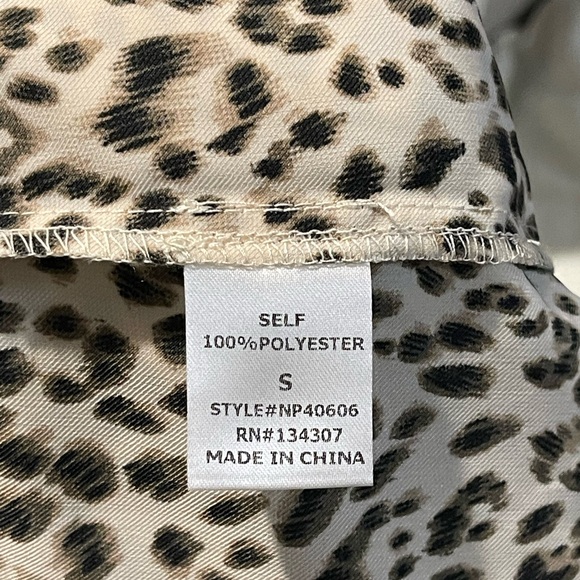 SELF
100%POLYESTER
S
STYLE#NP40606
RN#134307
MADE IN CHINA